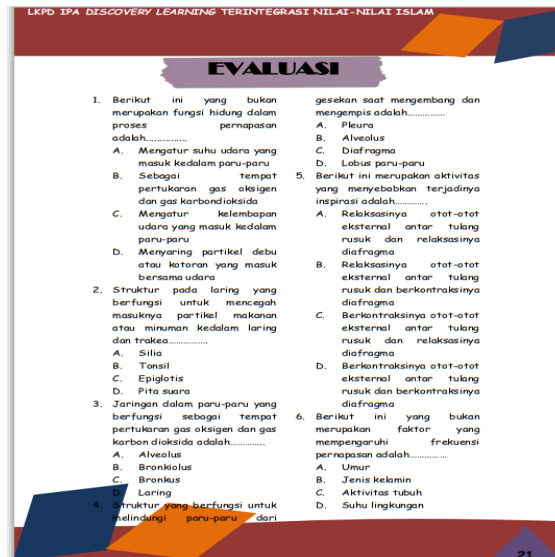 LKPD IPA DISCOVERY LEARNING TERINTEGRASI NILAI-NILAI ISLAM
EVALUASI
1. Berikut ini yang bukan
merupakan fungsi hidung dalam
proses pernapasan
adalah...............
A. Mengatur suhu udara yang
masuk kedalam paru-paru
B. Sebagai tempat
pertukaran gas oksigen
dan gas karbondioksida
C. Mengatur kelembapan
udara yang masuk kedalam
paru-paru
D. Menyaring partikel debu
atau kotoran yang masuk
bersama udara
2. Struktur pada laring yang
berfungsi untuk mencegah
masuknya partikel makanan
atau minuman kedalam laring
dan trakea................
A. Silia
B. Tonsil
C. Epiglotis
D. Pita suara
3. Jaringan dalam paru-paru yang
berfungsi sebagai tempat
pertukaran gas oksigen dan gas
karbon dioksida adalah..............
A. Alveolus
B. Bronkiolus
C. Bronkus
D. Laring
4. Struktur yang berfungsi untuk
melindungi paru-paru dari
gesekan saat mengembang dan
mengempis adalah...............
A. Pleura
B. Alveolus
C. Diafragma
D. Lobus paru-paru
5. Berikut ini merupakan aktivitas
yang menyebabkan terjadinya
inspirasi adalah.............
A. Relaksasinya otot-otot
eksternal antar tulang
rusuk dan relaksasinya
diafragma
B. Relaksasinya otot-otot
eksternal antar tulang
rusuk dan berkontraksinya
diafragma
C. Berkontraksinya otot-otot
eksternal antar tulang
rusuk dan relaksasinya
diafragma
D. Berkontraksinya otot-otot
eksternal antar tulang
rusuk dan berkontraksinya
diafragma
6. Berikut ini yang bukan
merupakan faktor yang
mempengaruhi frekuensi
pernapasan adalah...............
A. Umur
B. Jenis kelamin
C. Aktivitas tubuh
D. Suhu lingkungan
21